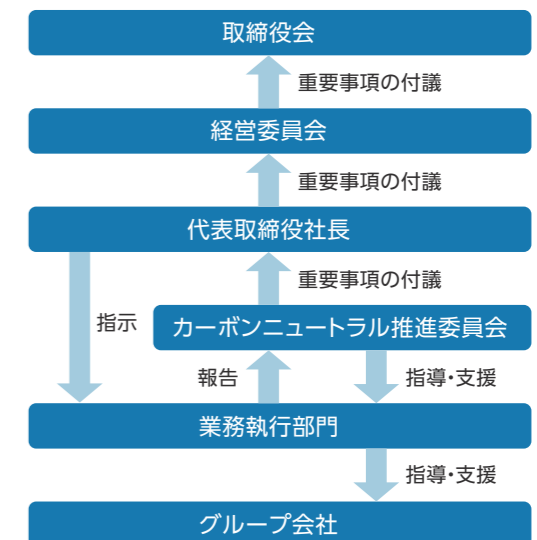 取締役会
重要事項の付議
経営委員会
重要事項の付議
代表取締役社長
重要事項の付議
指示
カーボンニュートラル推進委員会
報告
指導・支援
業務執行部門
指導・支援
グループ会社